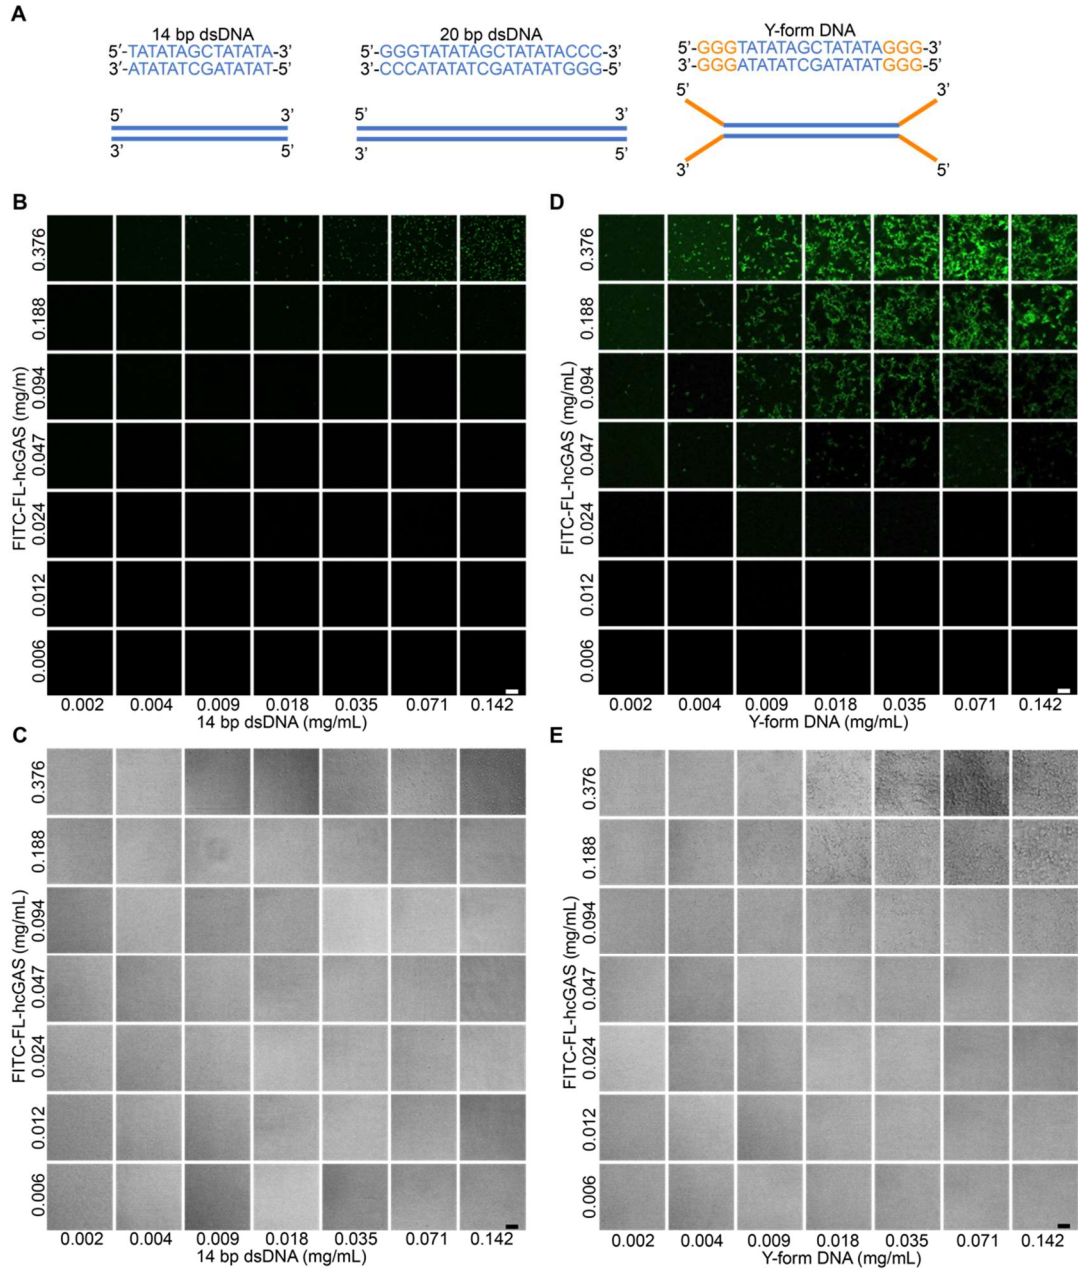 A
14 bp dsDNA
5′-TATATAGCTATATA-3’
3’-ATATATCGATATAT-5’
5’ 3’
3’ 5’
20 bp dsDNA
5’-GGGTATATAGCTATATACCC-3’
3’-CCCATATATCGATATATGGG-5’
5’ 3’
3’ 5’
Y-form DNA
5’-GGGTATATAGCTATATAGGG-3’
3’-GGGATATATCGATATATGGG-5’
5’ 3’
3’ 5’
B
FITC-FL-hcGAS (mg/m)
0.376
0.188
0.094
0.047
0.024
0.012
0.006
0.002 0.004 0.009 0.018 0.035 0.071 0.142
14 bp dsDNA (mg/mL)
D
FITC-FL-hcGAS (mg/mL)
0.376
0.188
0.094
0.047
0.024
0.012
0.006
0.002 0.004 0.009 0.018 0.035 0.071 0.142
Y-form DNA (mg/mL)
C
FITC-FL-hcGAS (mg/mL)
0.376
0.188
0.094
0.047
0.024
0.012
0.006
0.002 0.004 0.009 0.018 0.035 0.071 0.142
14 bp dsDNA (mg/mL)
E
FITC-FL-hcGAS (mg/mL)
0.376
0.188
0.094
0.047
0.024
0.012
0.006
0.002 0.004 0.009 0.018 0.035 0.071 0.142
Y-form DNA (mg/mL)